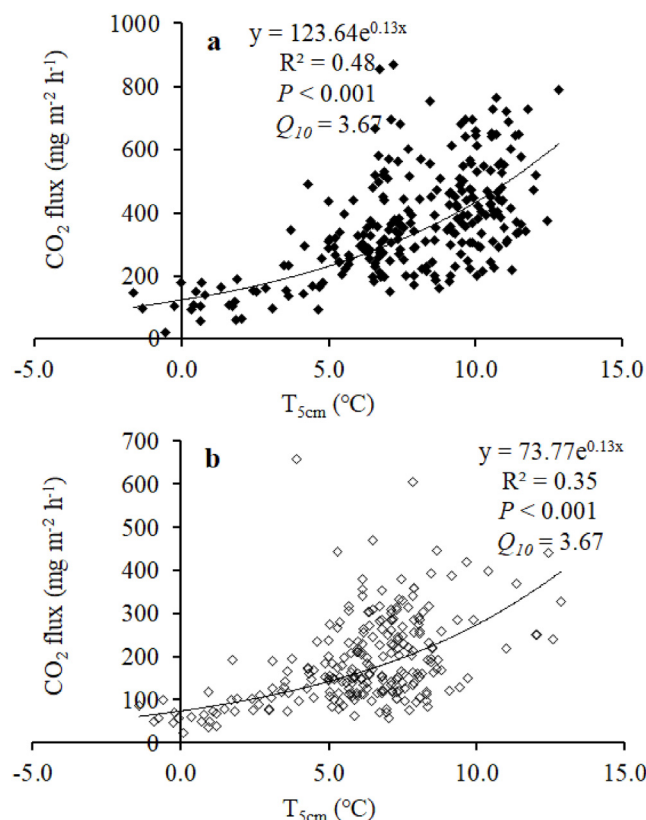 a
y = 123.64e^0.13x
R² = 0.48
P < 0.001
Q10 = 3.67
CO2 flux (mg m-2 h-1)
1000
800
600
400
200
0
-5.0 0.0 5.0 10.0 15.0
T5cm (°C)
b
y = 73.77e^0.13x
R² = 0.35
P < 0.001
Q10 = 3.67
CO2 flux (mg m-2 h-1)
700
600
500
400
300
200
100
0
-5.0 0.0 5.0 10.0 15.0
T5cm (°C)